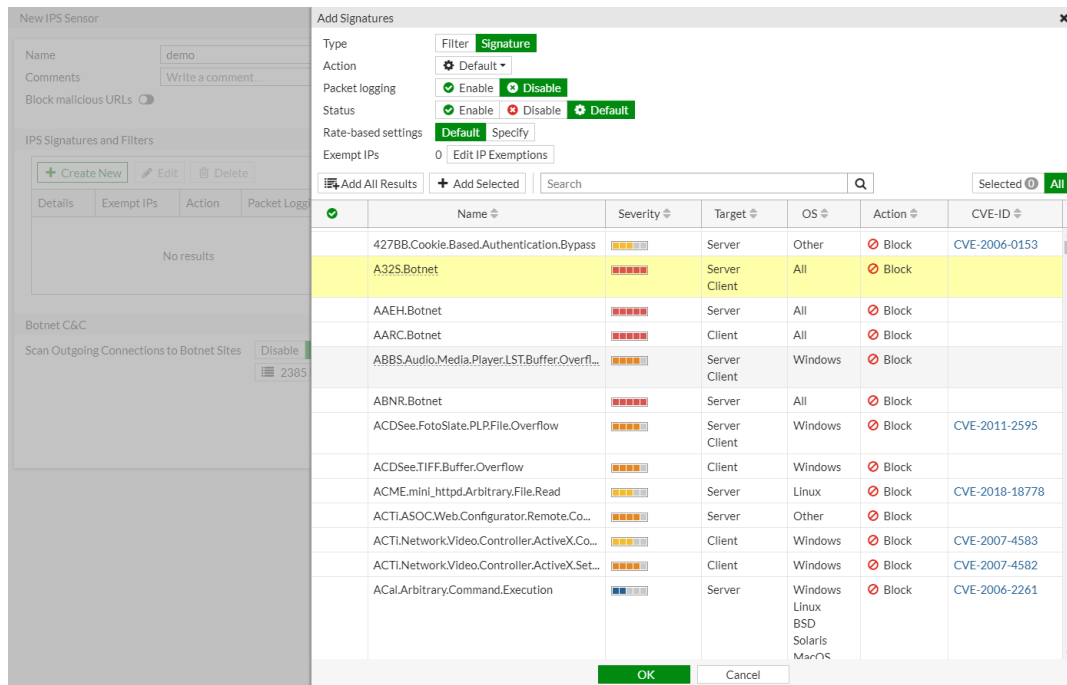 New IPS Sensor
Name demo
Comments Write a comment...
Block malicious URLs
IPS Signatures and Filters
Create New Edit Delete
Details Exempt IPs Action Packet Loggi
No results
Botnet C&C
Scan Outgoing Connections to Botnet Sites Disable
2385
Add Signatures
Type Filter Signature
Action Default
Packet logging Enable Disable
Status Enable Disable Default
Rate-based settings Default Specify
Exempt IPs 0 Edit IP Exemptions
Add All Results Add Selected Search Selected 0 All
Name Severity Target OS Action CVE-ID
427BB.Cookie.Based.Authentication.Bypass Server Other Block CVE-2006-0153
A32S.Botnet Server All Block
Client
AAEH.Botnet Server All Block
AARC.Botnet Client All Block
ABBS.Audio.Media.Player.LST.Buffer.Overfl... Server Windows Block
Client
ABNR.Botnet Server All Block
ACDSee.FotoSlate.PLP.File.Overflow Server Windows Block CVE-2011-2595
Client
ACDSee.TIFF.Buffer.Overflow Client Windows Block
ACME.mini_httpd.Arbitrary.File.Read Server Linux Block CVE-2018-18778
ACTi.ASOC.Web.Configurator.Remote.Co... Server Other Block
ACTi.Network.Video.Controller.ActiveX.Co... Client Windows Block CVE-2007-4583
ACTi.Network.Video.Controller.ActiveX.Set... Client Windows Block CVE-2007-4582
ACal.Arbitrary.Command.Execution Server Windows Block CVE-2006-2261
Linux
BSD
Solaris
MacOS
OK Cancel